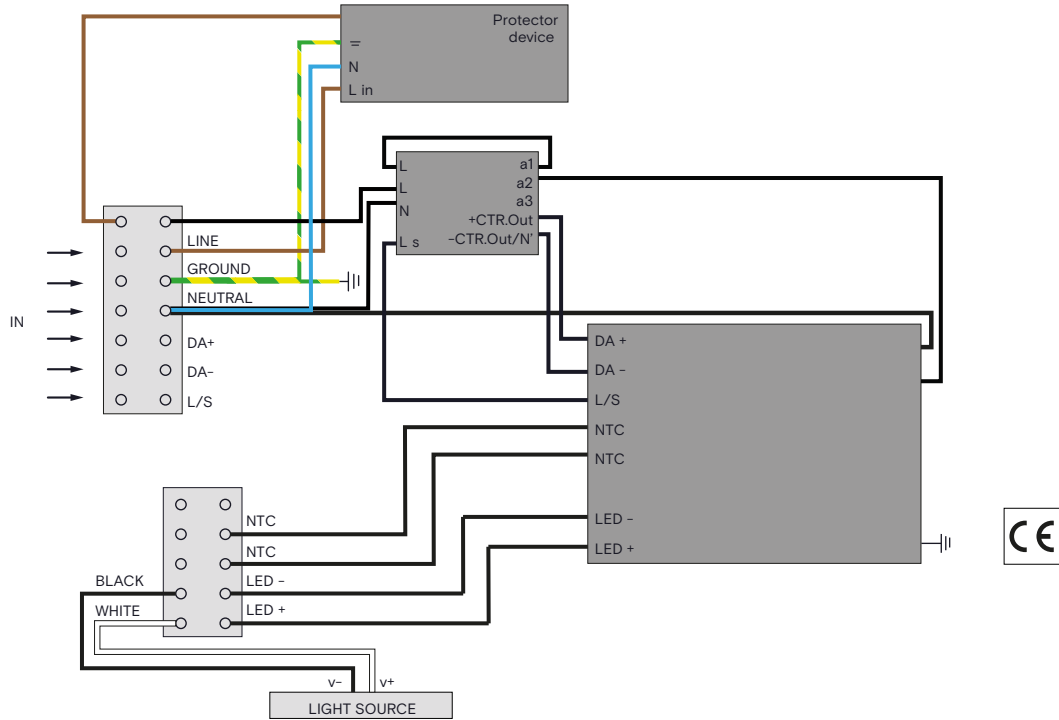 Protector
device
=
N
L in
L
L
N
L s
a1
a2
a3
+CTR.Out
-CTR.Out/N'
LINE
GROUND
NEUTRAL
DA+
DA-
L/S
IN
DA +
DA -
L/S
NTC
NTC
LED -
LED +
CE
NTC
NTC
LED -
LED +
BLACK
WHITE
v- v+
LIGHT SOURCE